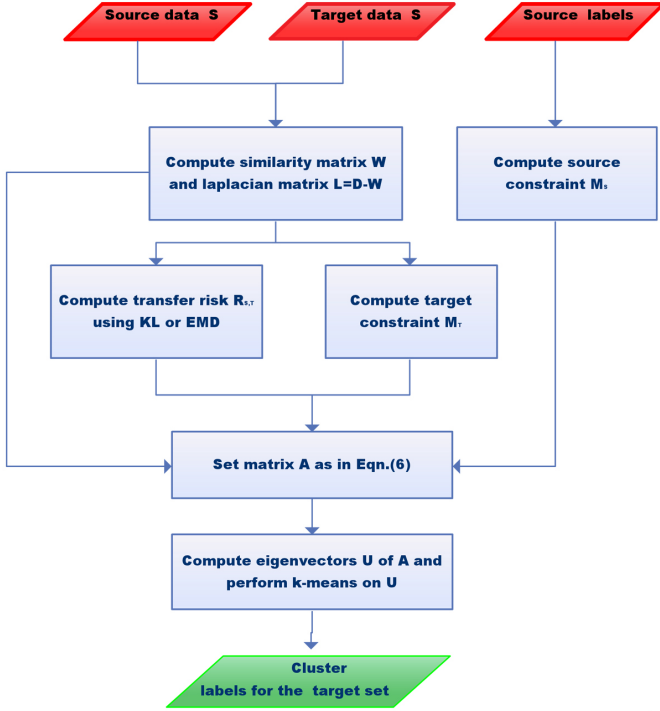 Source data S
Target data S
Source labels
Compute similarity matrix W
and laplacian matrix L=D-W
Compute source
constraint Ms
Compute transfer risk Rs,T
using KL or EMD
Compute target
constraint MT
Set matrix A as in Eqn.(6)
Compute eigenvectors U of A and
perform k-means on U
Cluster
labels for the target set